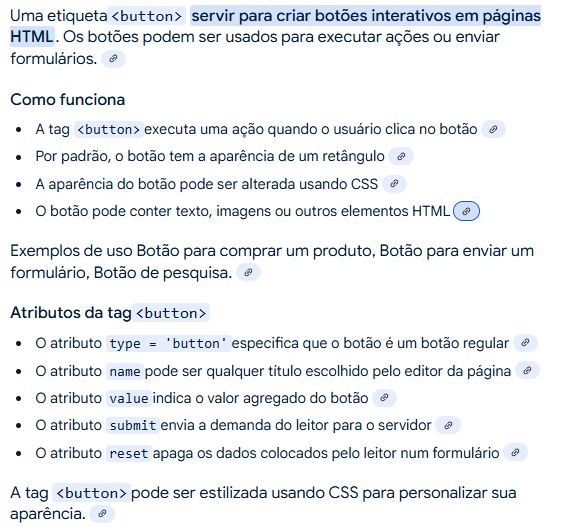 Uma etiqueta <button> servir para criar botões interativos em páginas
HTML. Os botões podem ser usados para executar ações ou enviar
formulários.
Como funciona
• A tag <button> executa uma ação quando o usuário clica no botão
• Por padrão, o botão tem a aparência de um retângulo
• A aparência do botão pode ser alterada usando CSS
• O botão pode conter texto, imagens ou outros elementos HTML
Exemplos de uso Botão para comprar um produto, Botão para enviar um
formulário, Botão de pesquisa.
Atributos da tag <button>
• O atributo type = 'button' especifica que o botão é um botão regular
• O atributo name pode ser qualquer título escolhido pelo editor da página
• O atributo value indica o valor agregado do botão
• O atributo submit envia a demanda do leitor para o servidor
• O atributo reset apaga os dados colocados pelo leitor num formulário
A tag <button> pode ser estilizada usando CSS para personalizar sua
aparência.